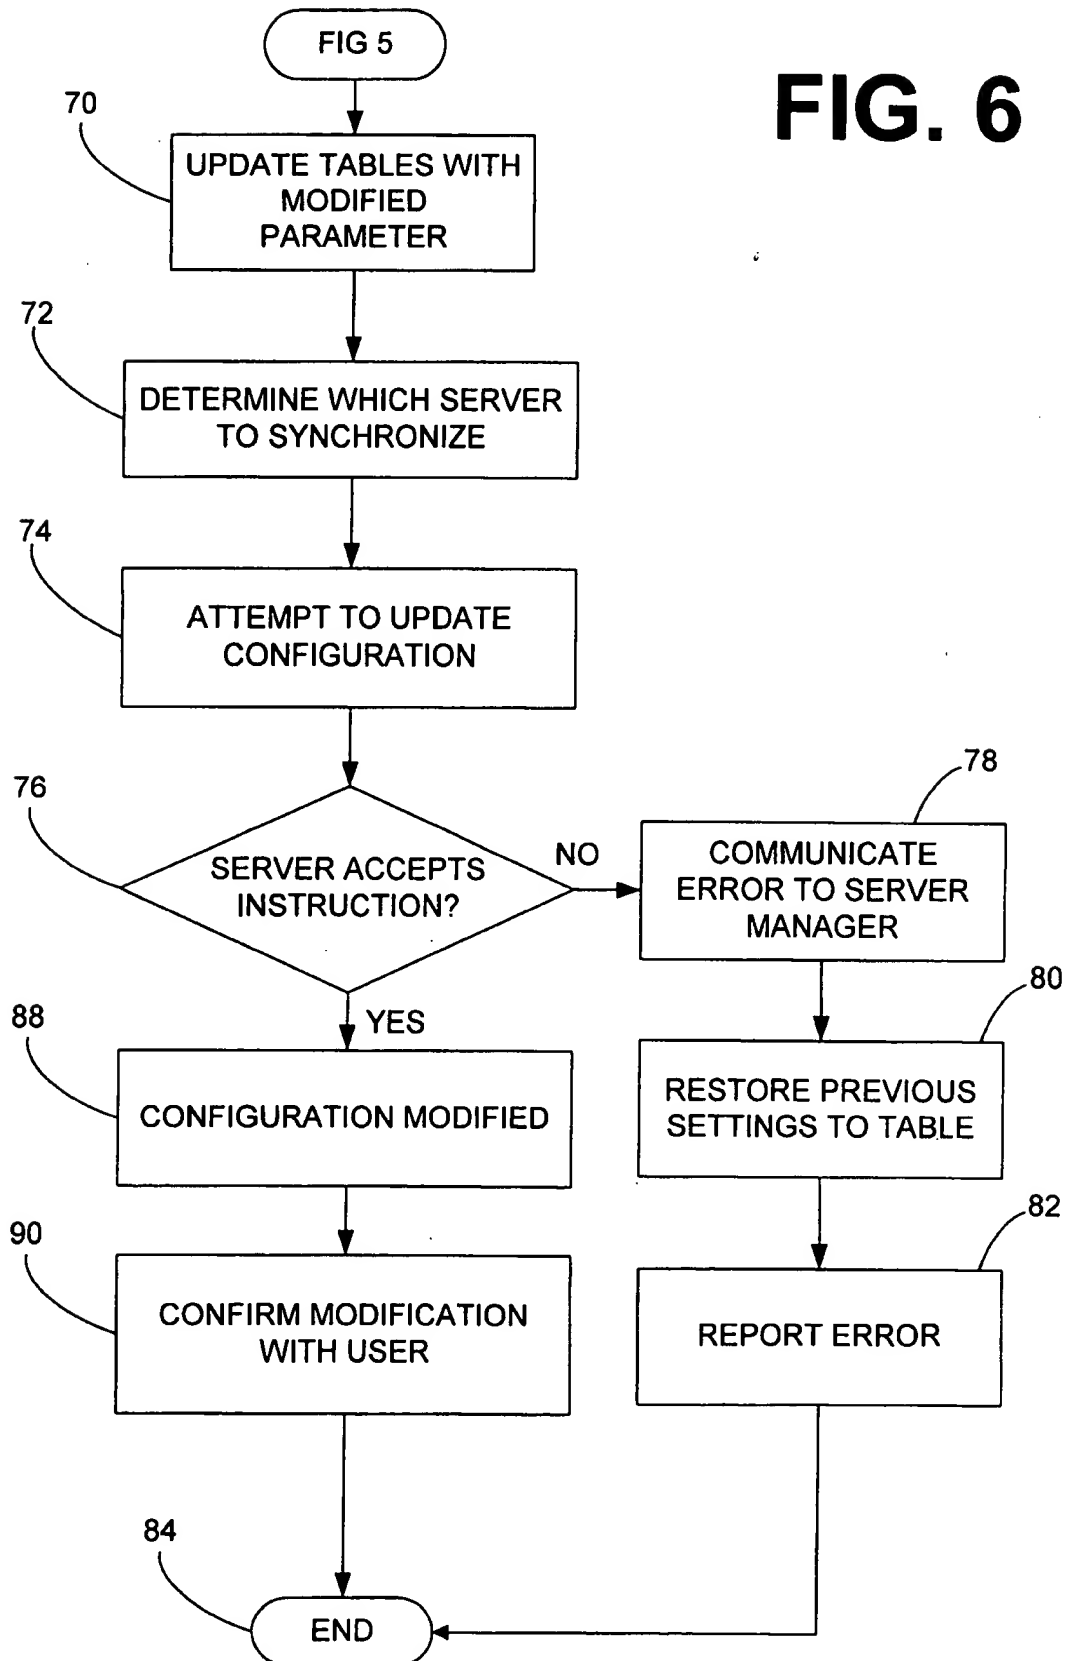 FIG 5
FIG. 6
70
UPDATE TABLES WITH
MODIFIED
PARAMETER
72
DETERMINE WHICH SERVER
TO SYNCHRONIZE
74
ATTEMPT TO UPDATE
CONFIGURATION
76
SERVER ACCEPTS
INSTRUCTION?
NO
78
COMMUNICATE
ERROR TO SERVER
MANAGER
YES
80
RESTORE PREVIOUS
SETTINGS TO TABLE
88
CONFIGURATION MODIFIED
82
REPORT ERROR
90
CONFIRM MODIFICATION
WITH USER
84
END